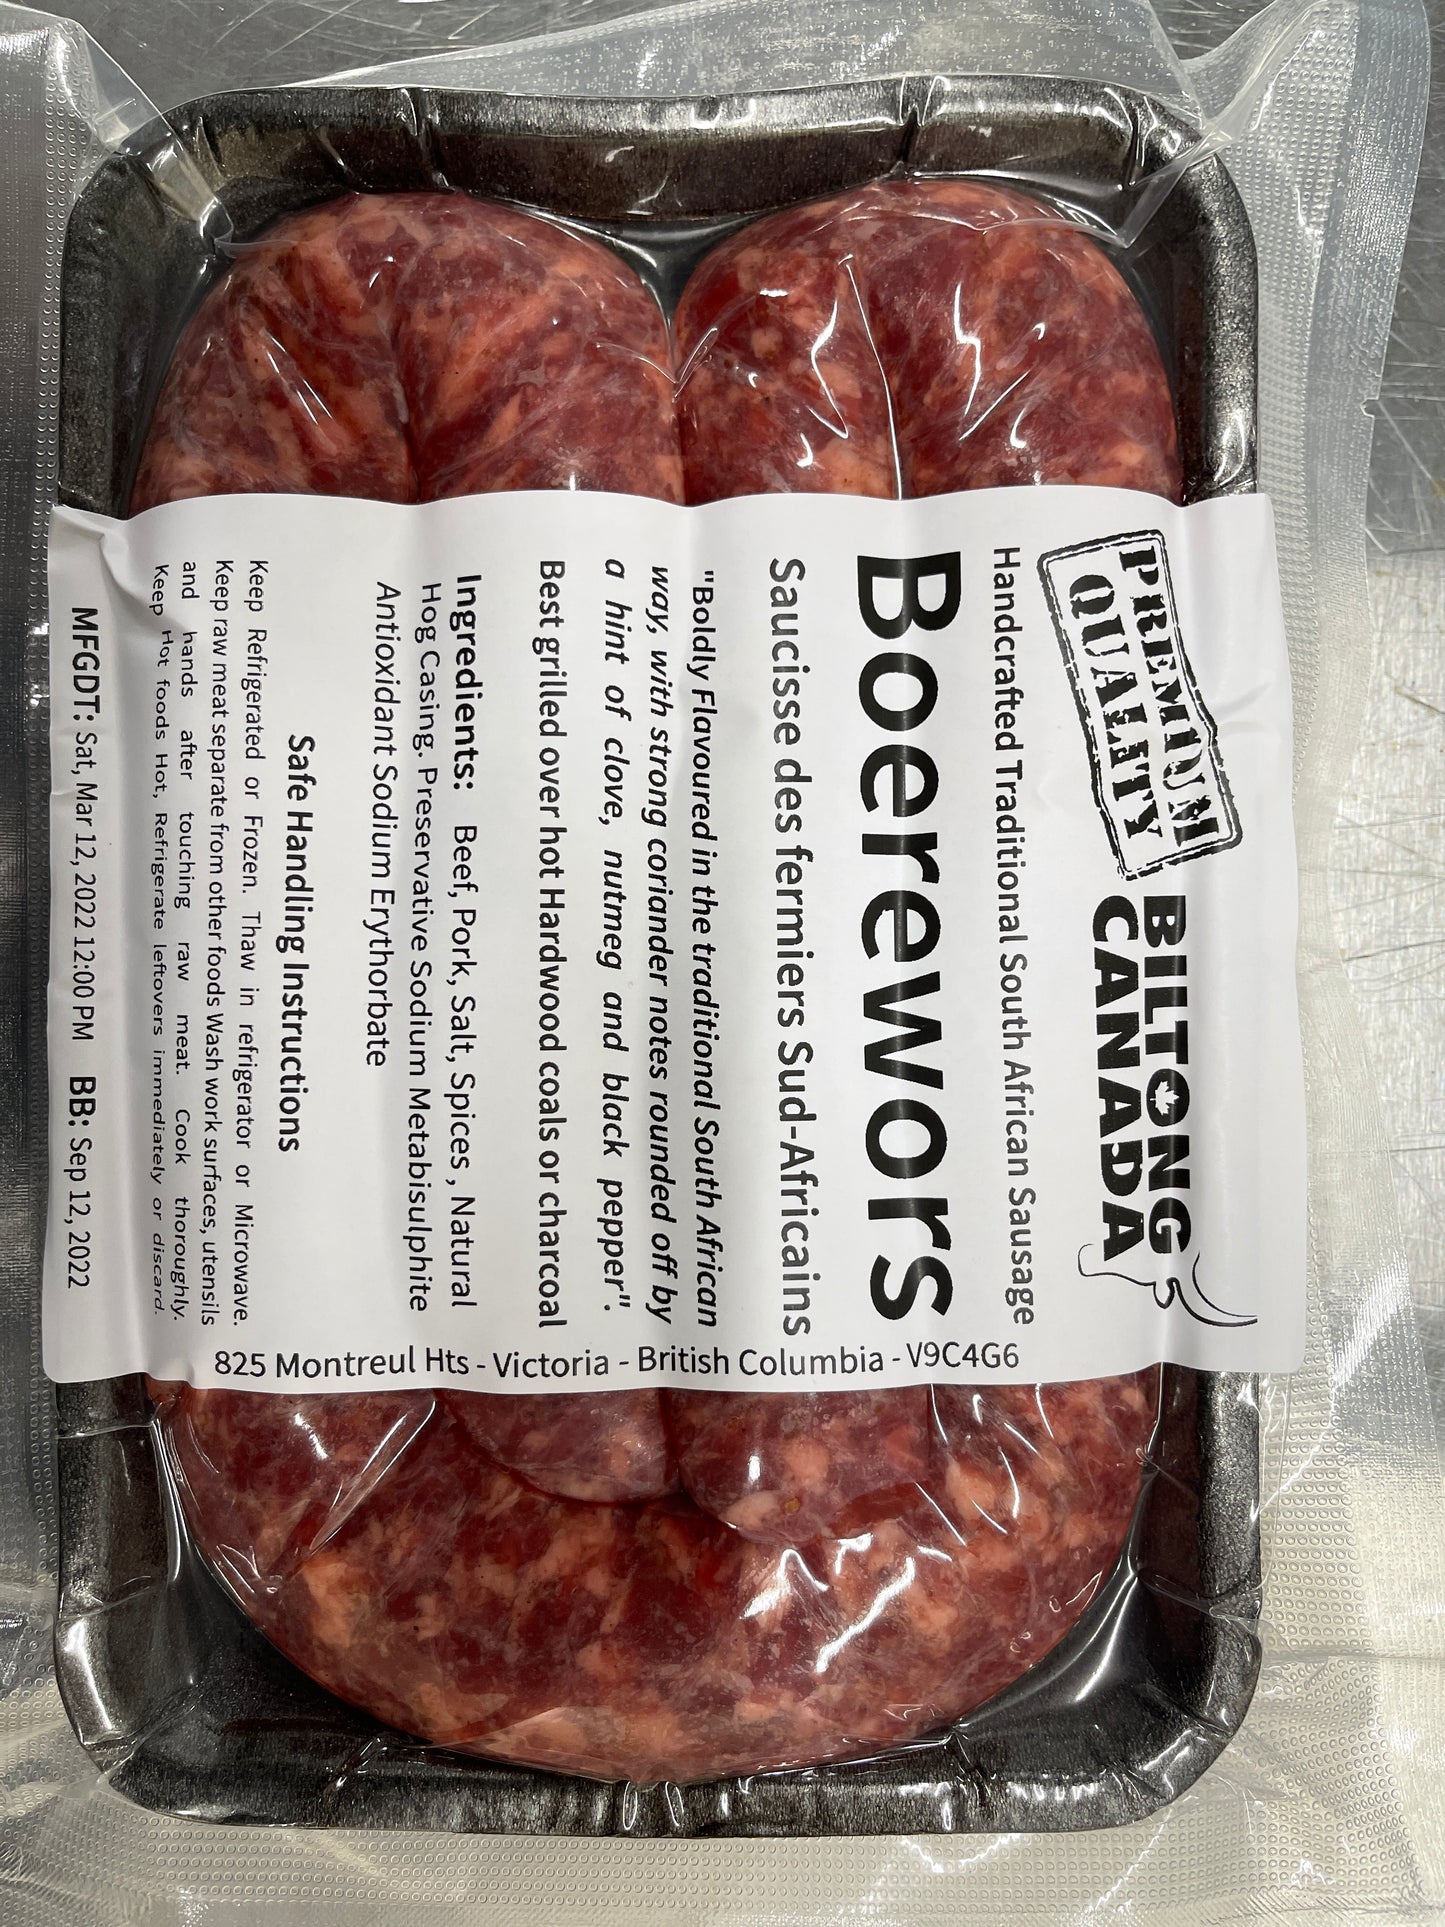 PREMIUM
QUALITY
BILTONG
CANADA
Handcrafted Traditional South African Sausage
Boerewors
Saucisse des fermiers Sud-Africains
"Boldly Flavoured in the traditional South African
way, with strong coriander notes rounded off by
a hint of clove, nutmeg and black pepper".
Best grilled over hot Hardwood coals or charcoal
Ingredients: Beef, Pork, Salt, Spices , Natural
Hog Casing. Preservative Sodium Metabisulphite
Antioxidant Sodium Erythorbate
Safe Handling Instructions
Keep Refrigerated or Frozen. Thaw in refrigerator or Microwave.
Keep raw meat separate from other foods Wash work surfaces, utensils
and hands after touching raw meat. Cook thoroughly.
Keep Hot foods Hot, Refrigerate leftovers immediately or discard.
MFGDT: Sat, Mar 12, 2022 12:00 PM BB: Sep 12, 2022
825 Montreul Hts - Victoria - British Columbia - V9C4G6